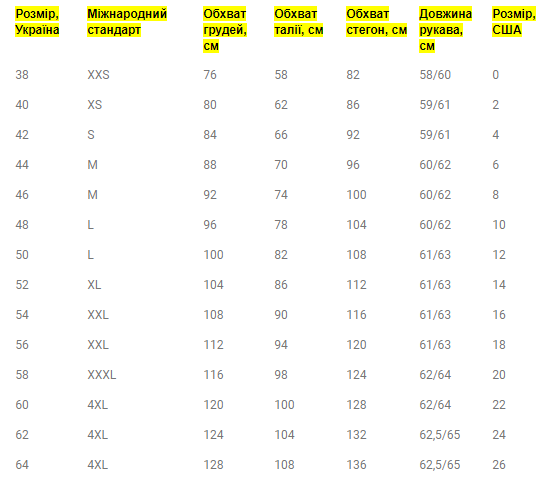 Розмір, Україна Міжнародний стандарт Обхват грудей, см Обхват талії, см Обхват стегон, см Довжина рукава, см Розмір, США
38 XXS 76 58 82 58/60 0
40 XS 80 62 86 59/61 2
42 S 84 66 92 59/61 4
44 M 88 70 96 60/62 6
46 M 92 74 100 60/62 8
48 L 96 78 104 60/62 10
50 L 100 82 108 61/63 12
52 XL 104 86 112 61/63 14
54 XXL 108 90 116 61/63 16
56 XXL 112 94 120 61/63 18
58 XXXL 116 98 124 62/64 20
60 4XL 120 100 128 62/64 22
62 4XL 124 104 132 62,5/65 24
64 4XL 128 108 136 62,5/65 26